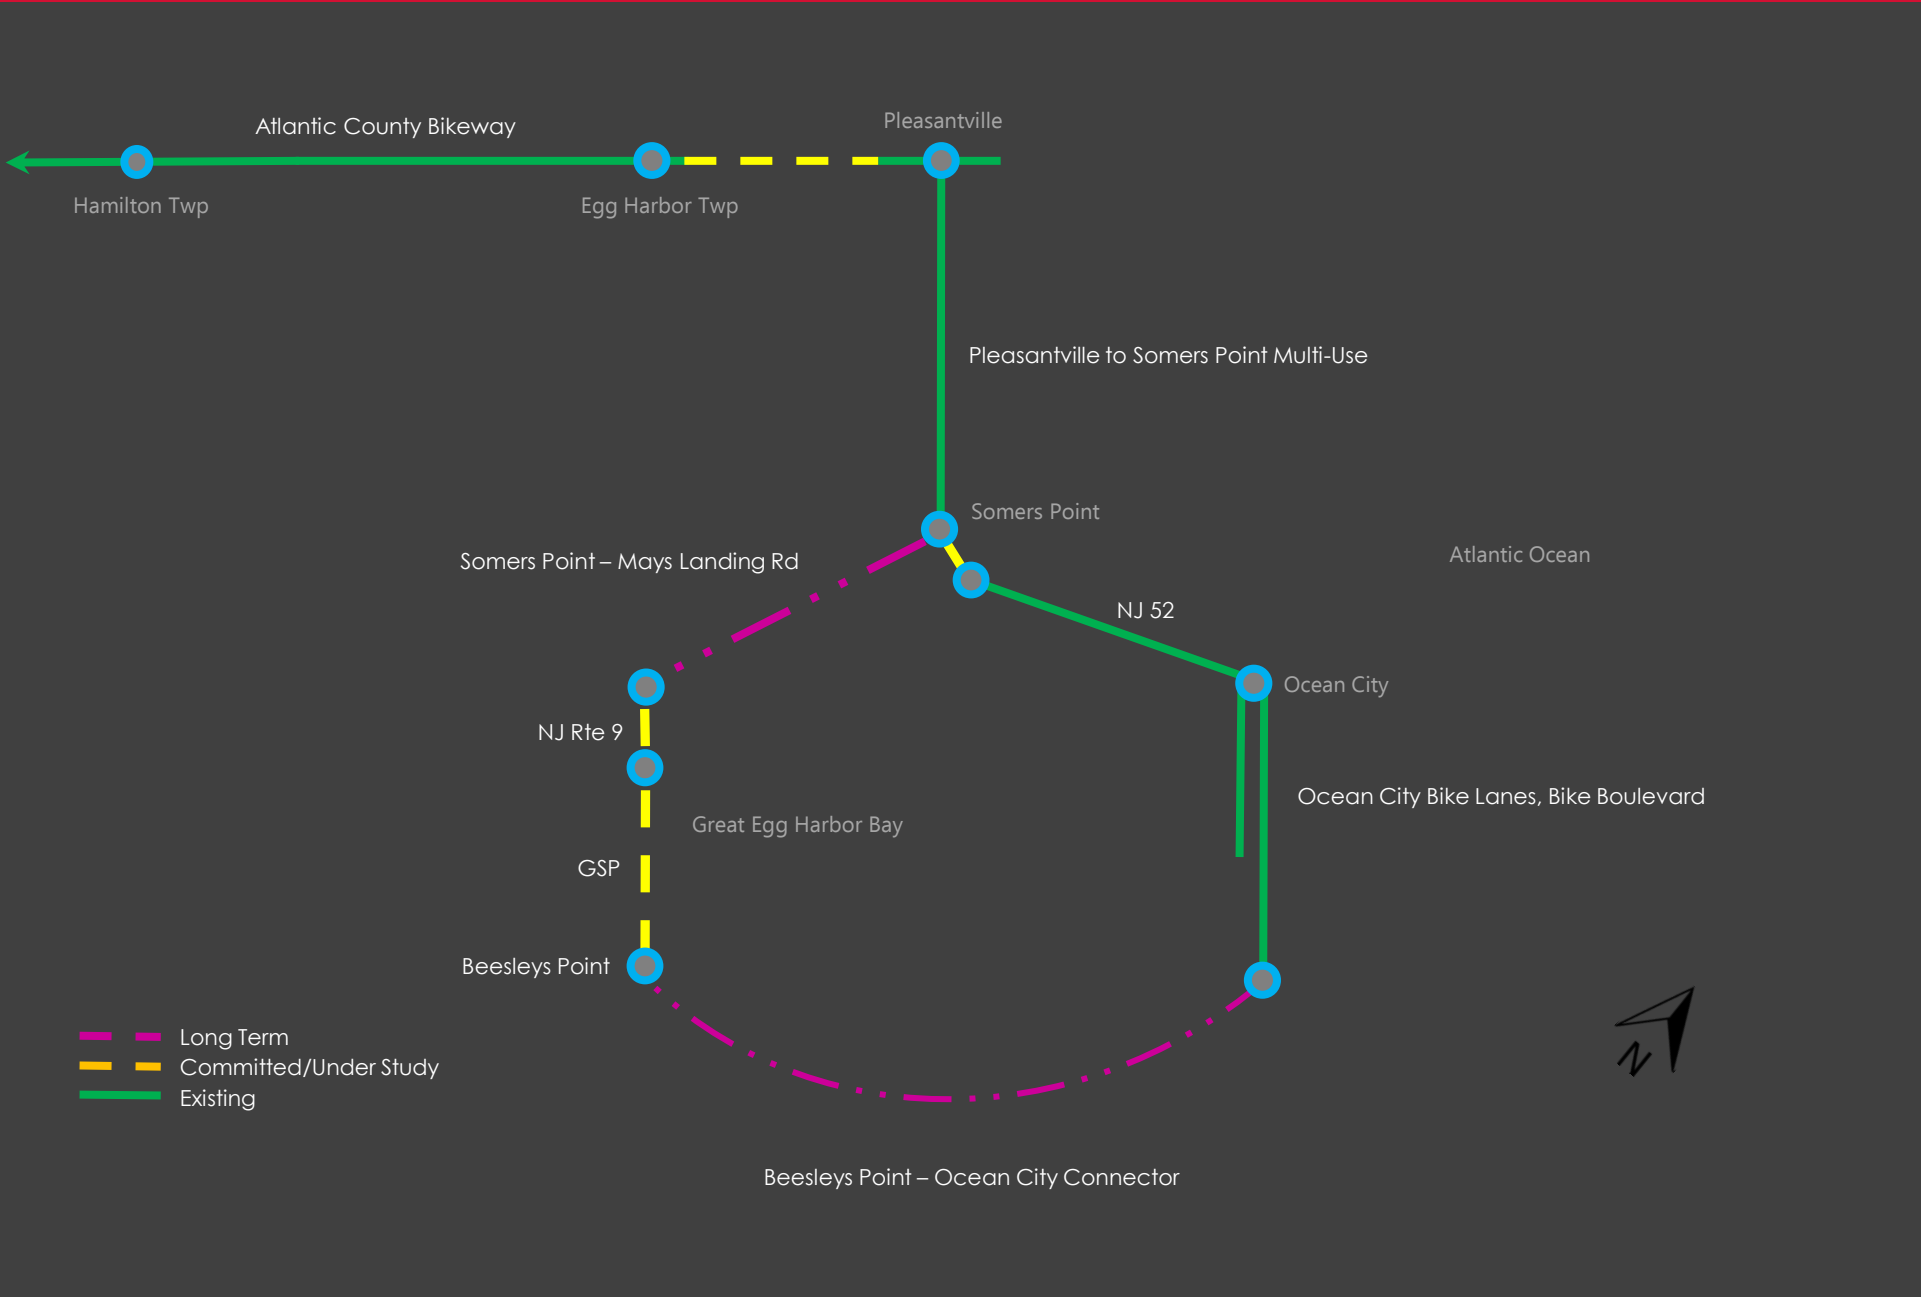 Atlantic County Bikeway
Pleasantville
Hamilton Twp
Egg Harbor Twp
Pleasantville to Somers Point Multi-Use
Somers Point
Somers Point – Mays Landing Rd
Atlantic Ocean
NJ 52
Ocean City
NJ Rte 9
Ocean City Bike Lanes, Bike Boulevard
Great Egg Harbor Bay
GSP
Beesleys Point
Long Term
Committed/Under Study
Existing
N
Beesleys Point – Ocean City Connector